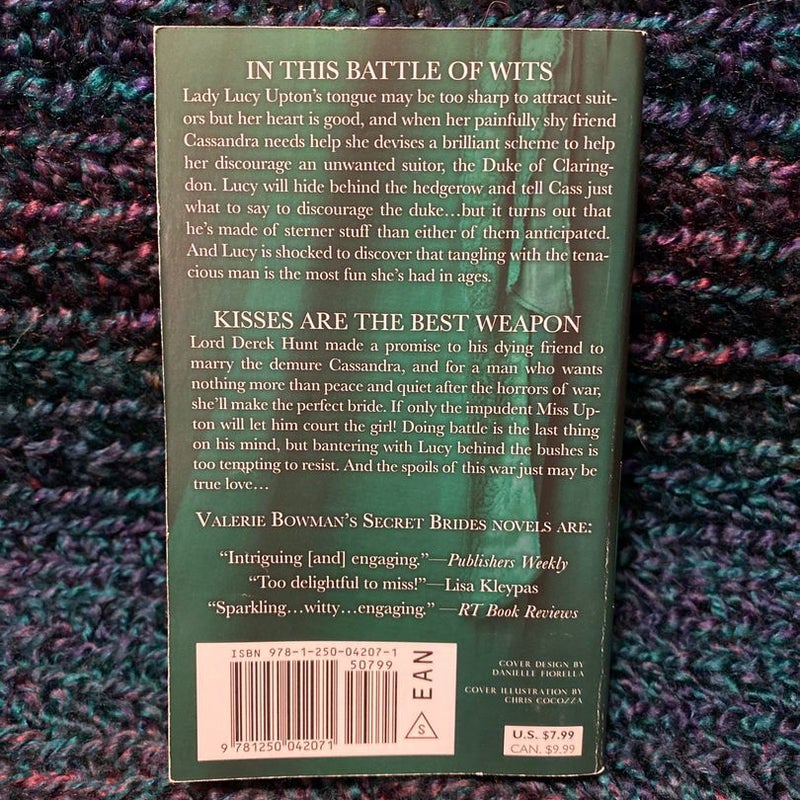 IN THIS BATTLE OF WITS
Lady Lucy Upton's tongue may be too sharp to attract suit-
ors but her heart is good, and when her painfully shy friend
Cassandra needs help she devises a brilliant scheme to help
her discourage an unwanted suitor, the Duke of Claring-
don. Lucy will hide behind the hedgerow and tell Cass just
what to say to discourage the duke…but it turns out that
he's made of sterner stuff than either of them anticipated.
And Lucy is shocked to discover that tangling with the tena-
cious man is the most fun she's had in ages.
KISSES ARE THE BEST WEAPON
Lord Derek Hunt made a promise to his dying friend to
marry the demure Cassandra, and for a man who wants
nothing more than peace and quiet after the horrors of war,
she'll make the perfect bride. If only the impudent Miss Up-
ton will let him court the girl! Doing battle is the last thing
on his mind, but bantering with Lucy behind the bushes is
too tempting to resist. And the spoils of this war just may be
true love…
VALERIE BOWMAN'S SECRET BRIDES NOVELS ARE:
"Intriguing [and] engaging."—Publishers Weekly
"Too delightful to miss!"—Lisa Kleypas
"Sparkling…witty…engaging." —RT Book Reviews
ISBN 978-1-250-04207-1
50799
EAN
S
9 781250 042071
COVER DESIGN BY
DANIELLE FIORELLA
COVER ILLUSTRATION BY
CHRIS COCOZZA
U.S. $7.99
CAN. $9.99